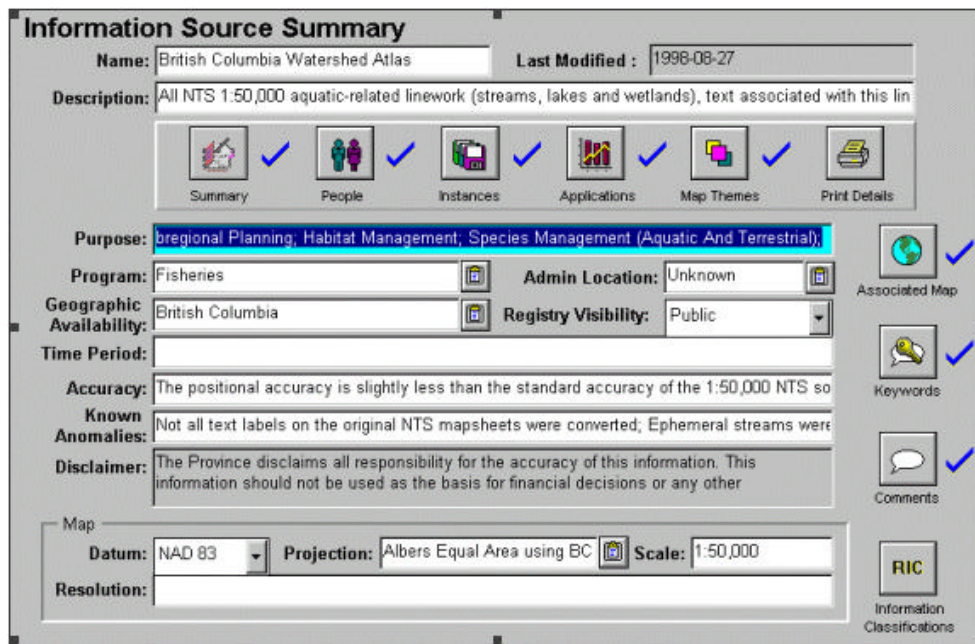 Information Source Summary
Name: British Columbia Watershed Atlas Last Modified : 1998-08-27
Description: All NTS 1:50,000 aquatic-related linework (streams, lakes and wetlands), text associated with this lin
Summary People Instances Applications Map Themes Print Details
Purpose: bregional Planning; Habitat Management; Species Management (Aquatic And Terrestrial);
Program: Fisheries Admin Location: Unknown
Associated Map
Geographic
Availability: British Columbia Registry Visibility: Public
Time Period:
Accuracy: The positional accuracy is slightly less than the standard accuracy of the 1:50,000 NTS so
Keywords
Known
Anomalies: Not all text labels on the original NTS mapsheets were converted; Ephemeral streams were
Disclaimer: The Province disclaims all responsibility for the accuracy of this information. This
information should not be used as the basis for financial decisions or any other
Comments
Map
Datum: NAD 83 Projection: Albers Equal Area using BC Scale: 1:50,000
Resolution:
RIC
Information
Classifications